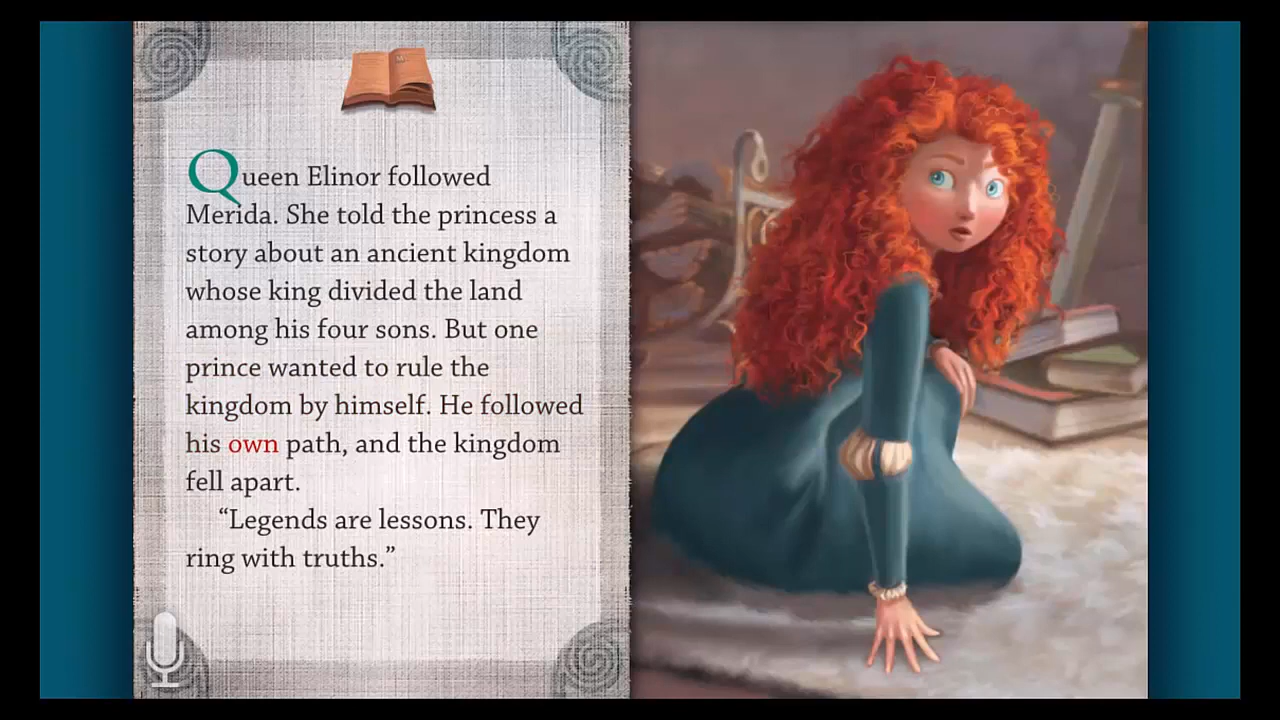 Queen Elinor followed
Merida. She told the princess a
story about an ancient kingdom
whose king divided the land
among his four sons. But one
prince wanted to rule the
kingdom by himself. He followed
his own path, and the kingdom
fell apart.
“Legends are lessons. They
ring with truths.”